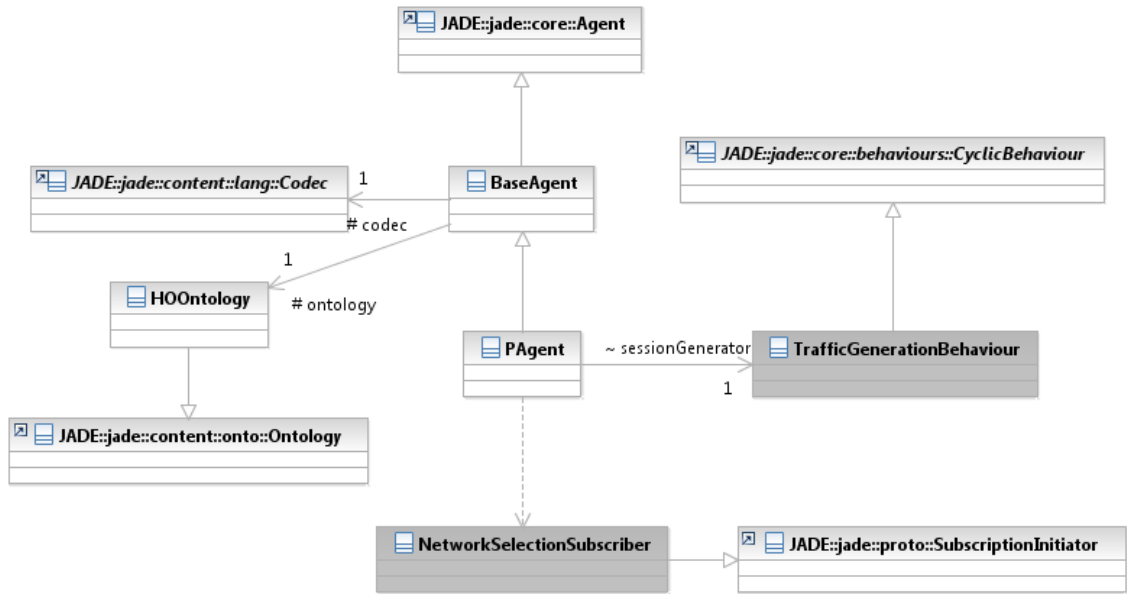 JADE::jade::core::Agent
JADE::jade::core::behaviours::CyclicBehaviour
JADE::jade::content::lang::Codec
1
BaseAgent
# codec
1
HOOntology
# ontology
PAgent
~ sessionGenerator
TrafficGenerationBehaviour
1
JADE::jade::content::onto::Ontology
NetworkSelectionSubscriber
JADE::jade::proto::SubscriptionInitiator